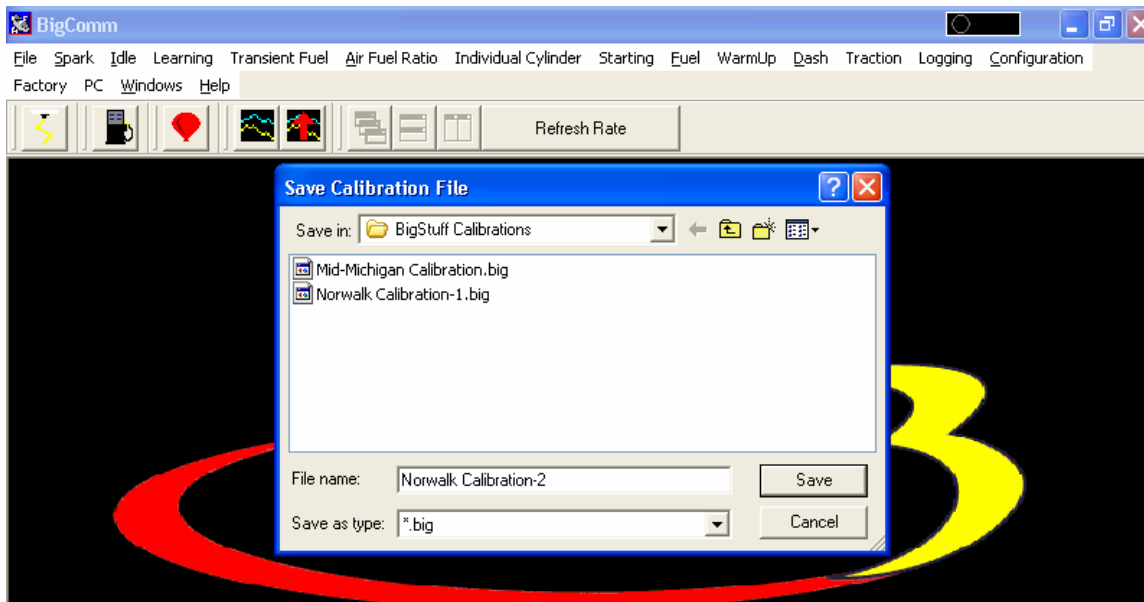 BigComm
File Spark Idle Learning Transient Fuel Air Fuel Ratio Individual Cylinder Starting Fuel WarmUp Dash Traction Logging Configuration
Factory PC Windows Help
Refresh Rate
Save Calibration File
Save in: BigStuff Calibrations
Mid-Michigan Calibration.big
Norwalk Calibration-1.big
File name: Norwalk Calibration-2 Save
Save as type: *.big Cancel